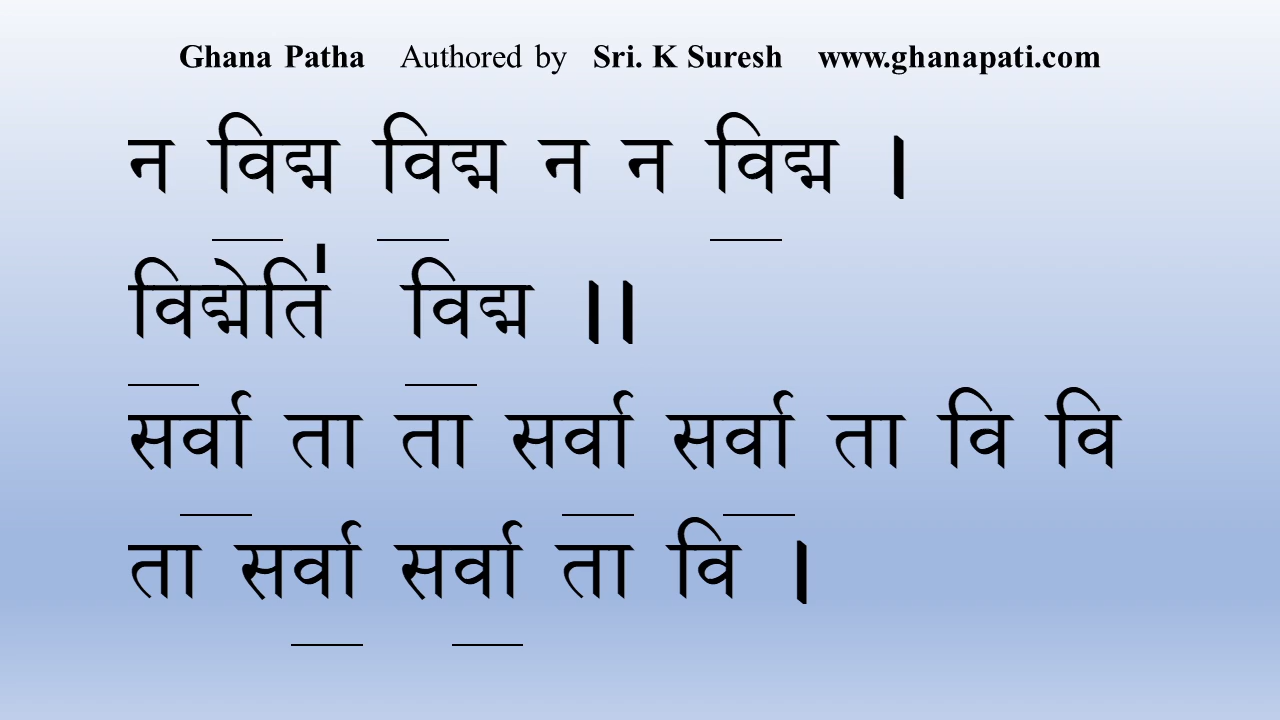 Ghana Patha Authored by Sri. K Suresh www.ghanapati.com
न वि॒द्म वि॒द्म न न वि॒द्म ।
वि॒द्मेति॑ वि॒द्म ।।
सर्वा॒ ता ता सर्वा॒ सर्वा॒ ता वि वि
ता सर्वा॒ सर्वा॒ ता वि ।